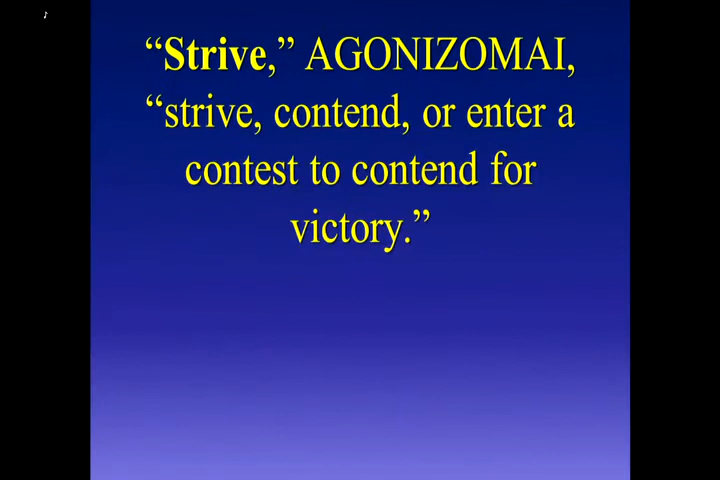 “Strive,” AGONIZOMAI,
“strive, contend, or enter a
contest to contend for
victory.”